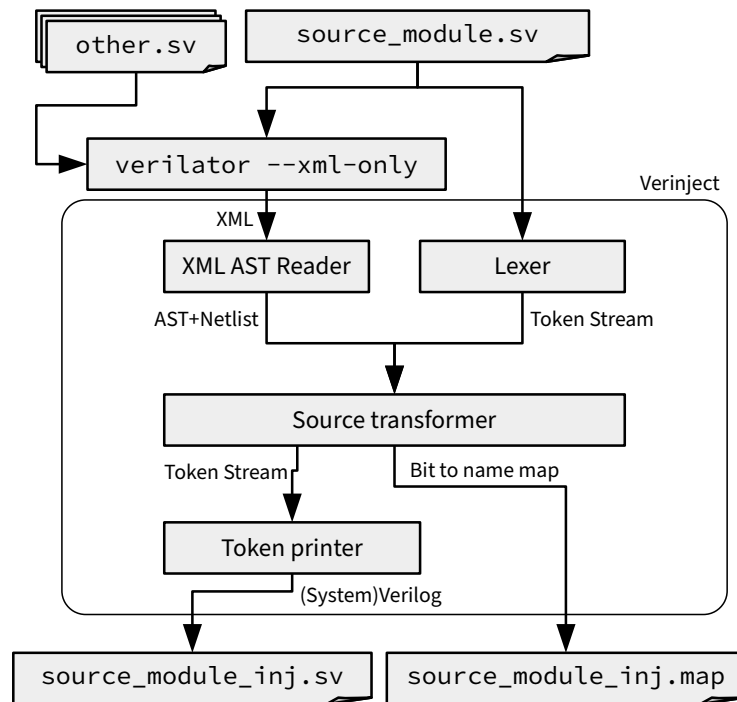 other.sv
source_module.sv
verilator --xml-only
Verinject
XML
XML AST Reader
Lexer
AST+Netlist
Token Stream
Source transformer
Token Stream
Bit to name map
Token printer
(System)Verilog
source_module_inj.sv
source_module_inj.map